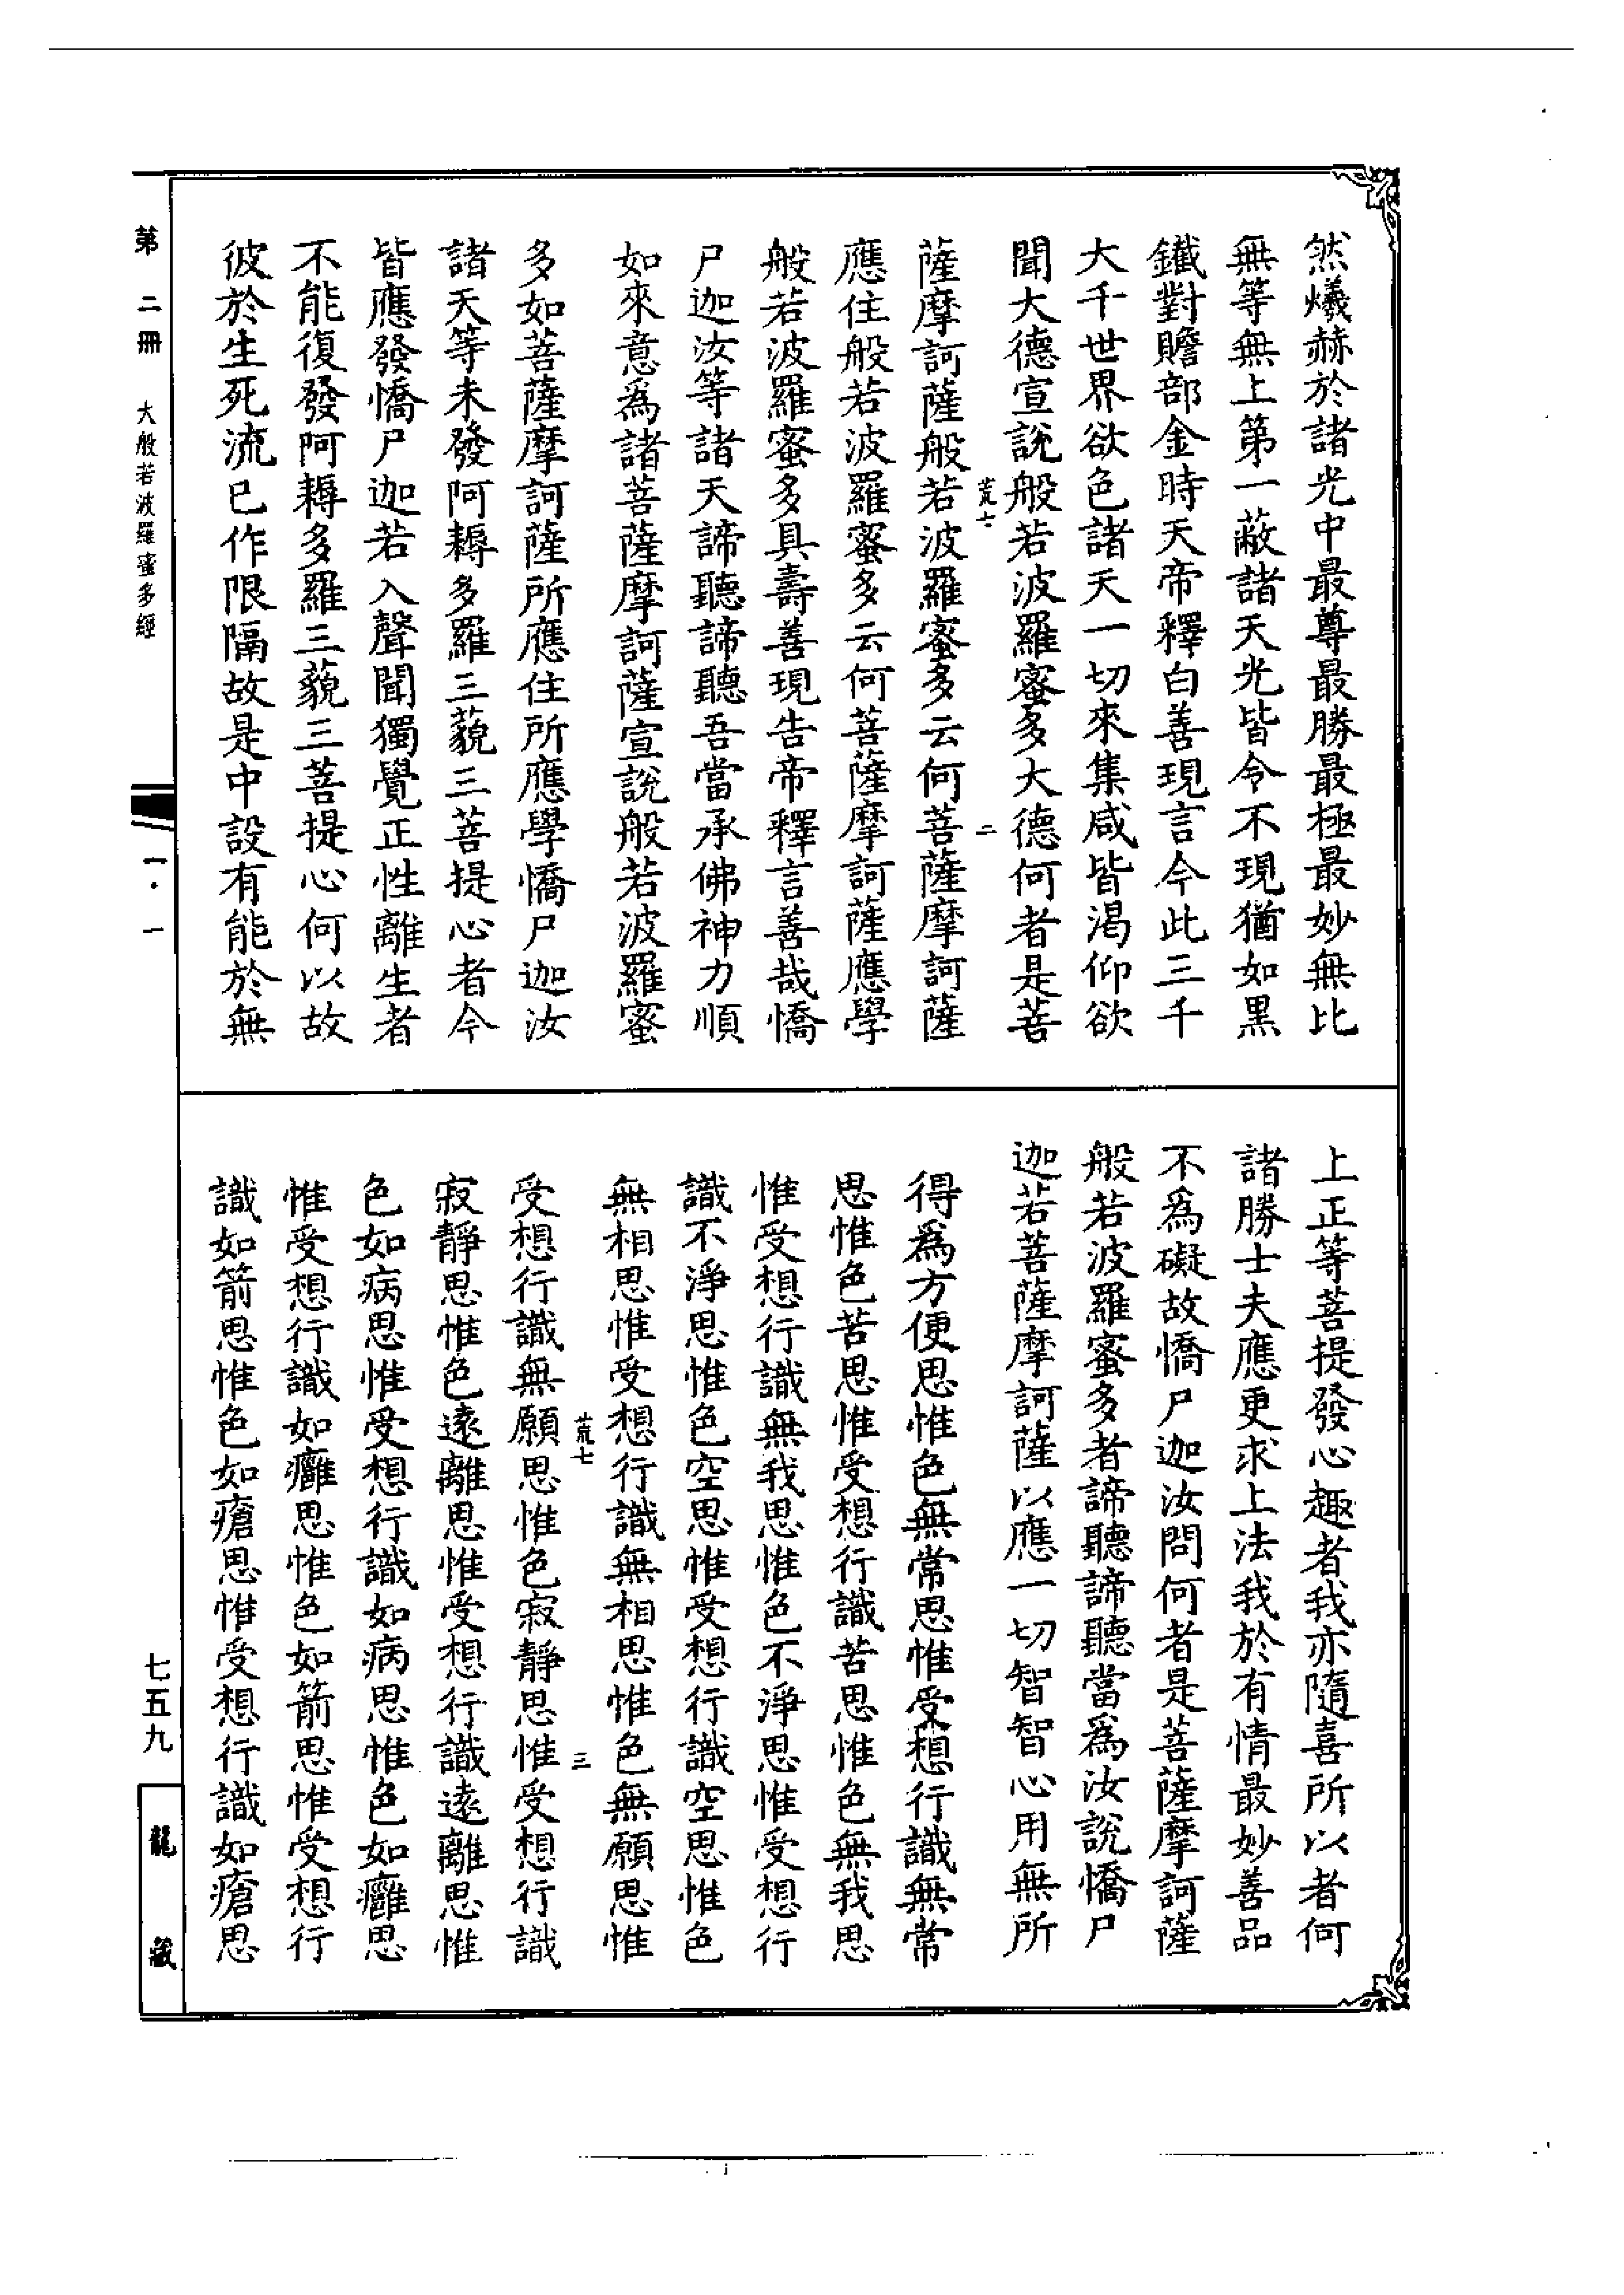 然爔赫於諸光中最尊最勝最極最妙無比
無等無上第一蔽諸天光皆令不現猶如黑
鐵對贍部金時天帝釋白善現言今此三千
大千世界欲色諸天一切來集咸皆渴仰欲
聞大德宣說般若波羅蜜多大德何者是菩
荒七 二
薩摩訶薩般若波羅蜜多云何菩薩摩訶薩
應住般若波羅蜜多云何菩薩摩訶薩應學
般若波羅蜜多具壽善現告帝釋言善哉憍
尸迦汝等諸天諦聽諦聽吾當承佛神力順
如來意爲諸菩薩摩訶薩宣說般若波羅蜜
多如菩薩摩訶薩所應住所應學憍尸迦汝
諸天等未發阿耨多羅三藐三菩提心者今
皆應發憍尸迦若入聲聞獨覺正性離生者
不能復發阿耨多羅三藐三菩提心何以故
彼於生死流已作限隔故是中設有能於無
上正等菩提發心趣者我亦隨喜所以者何
諸勝士夫應更求上法我於有情最妙善品
不爲礙故憍尸迦汝問何者是菩薩摩訶薩
般若波羅蜜多者諦聽諦聽當爲汝說憍尸
迦若菩薩摩訶薩以應一切智智心用無所
得爲方便思惟色無常思惟受想行識無常
思惟色苦思惟受想行識苦思惟色無我思
惟受想行識無我思惟色不淨思惟受想行
識不淨思惟色空思惟受想行識空思惟色
無相思惟受想行識無相思惟色無願思惟
荒七 三
受想行識無願思惟色寂靜思惟受想行識
寂靜思惟色遠離思惟受想行識遠離思惟
色如病思惟受想行識如病思惟色如癰思
惟受想行識如癰思惟色如箭思惟受想行
識如箭思惟色如瘡思惟受想行識如瘡思
第二冊 大般若波羅蜜多經
一·一
七五九
龍藏